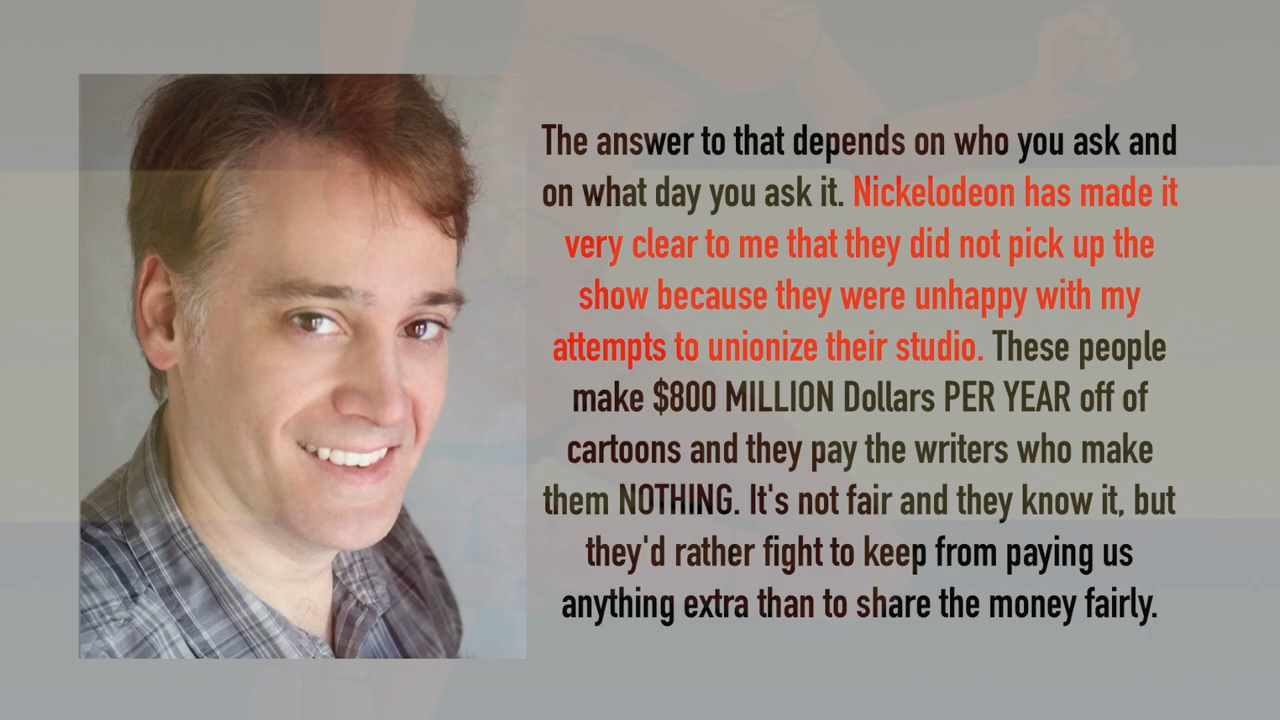 The answer to that depends on who you ask and
on what day you ask it. Nickelodeon has made it
very clear to me that they did not pick up the
show because they were unhappy with my
attempts to unionize their studio. These people
make $800 MILLION Dollars PER YEAR off of
cartoons and they pay the writers who make
them NOTHING. It's not fair and they know it, but
they'd rather fight to keep from paying us
anything extra than to share the money fairly.